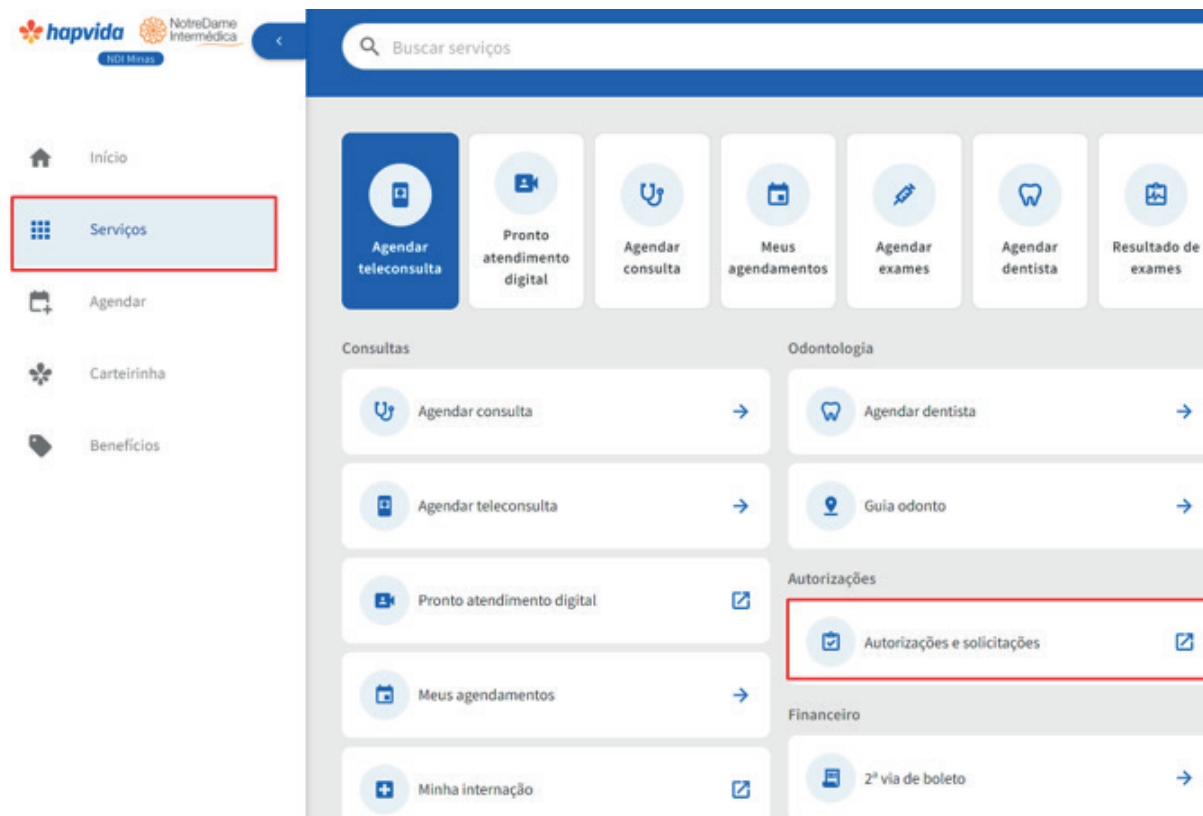 hapvida
NotreDame
Intermédica
NDI Minas
Buscar serviços
Início
Serviços
Agendar
Carteirinha
Benefícios
Agendar
teleconsulta
Pronto
atendimento
digital
Agendar
consulta
Meus
agendamentos
Agendar
exames
Agendar
dentista
Resultado de
exames
Consultas
Agendar consulta
Agendar teleconsulta
Pronto atendimento digital
Meus agendamentos
Minha internação
Odontologia
Agendar dentista
Guia odonto
Autorizações
Autorizações e solicitações
Financeiro
2ª via de boleto